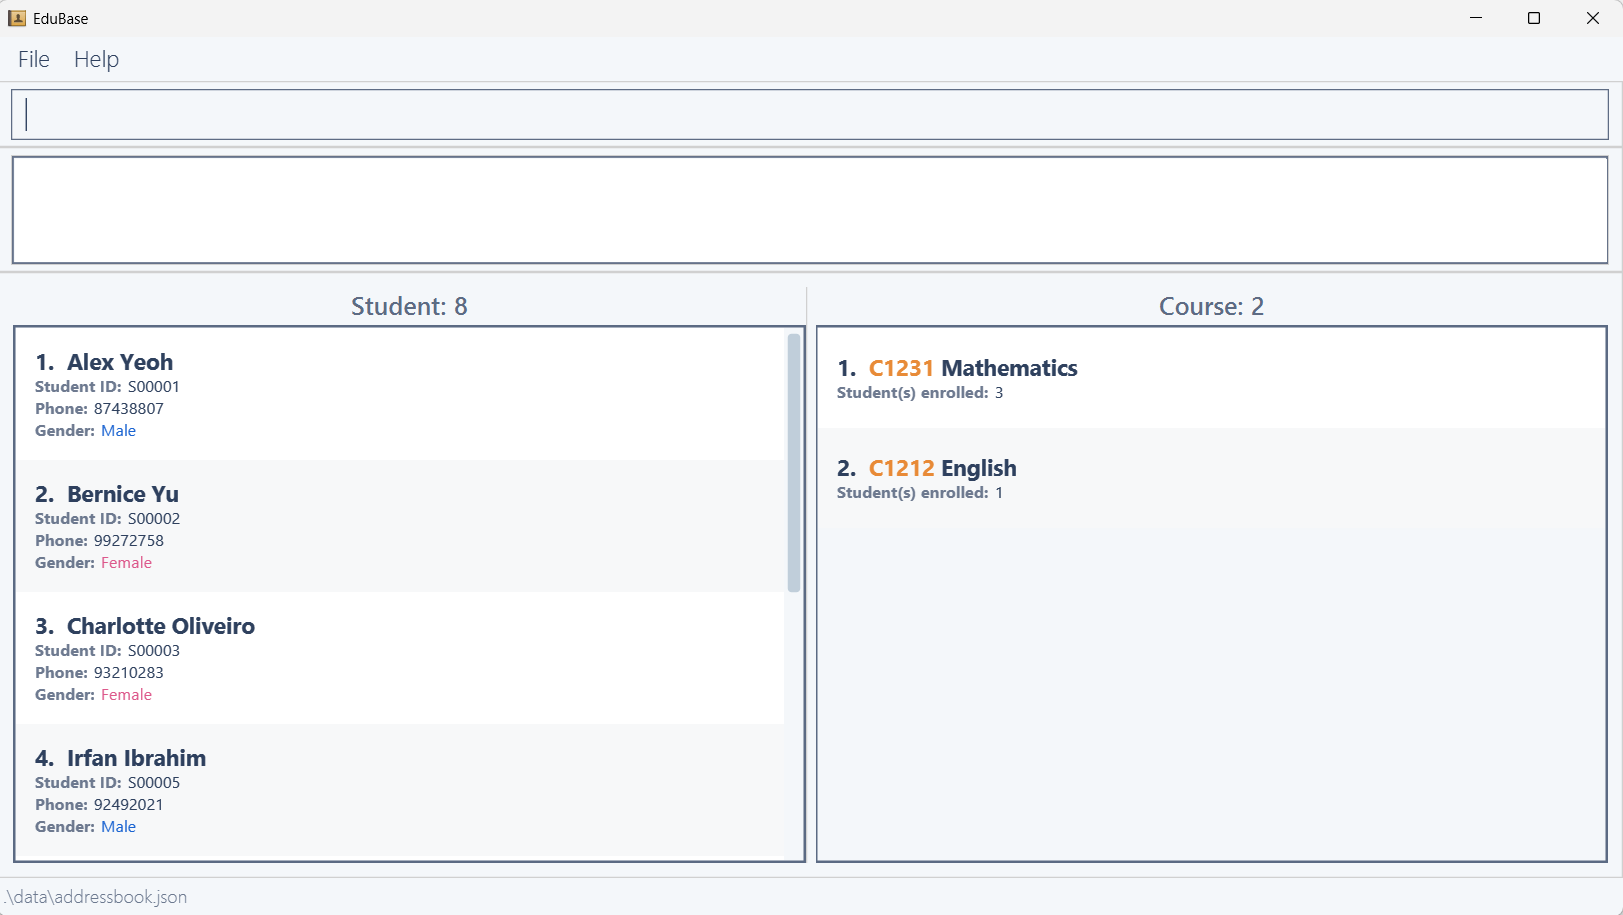 EduBase
File Help
Student: 8
1. Alex Yeoh
Student ID: S00001
Phone: 87438807
Gender: Male
2. Bernice Yu
Student ID: S00002
Phone: 99272758
Gender: Female
3. Charlotte Oliveiro
Student ID: S00003
Phone: 93210283
Gender: Female
4. Irfan Ibrahim
Student ID: S00005
Phone: 92492021
Gender: Male
Course: 2
1. C1231 Mathematics
Student(s) enrolled: 3
2. C1212 English
Student(s) enrolled: 1
.\data\addressbook.json